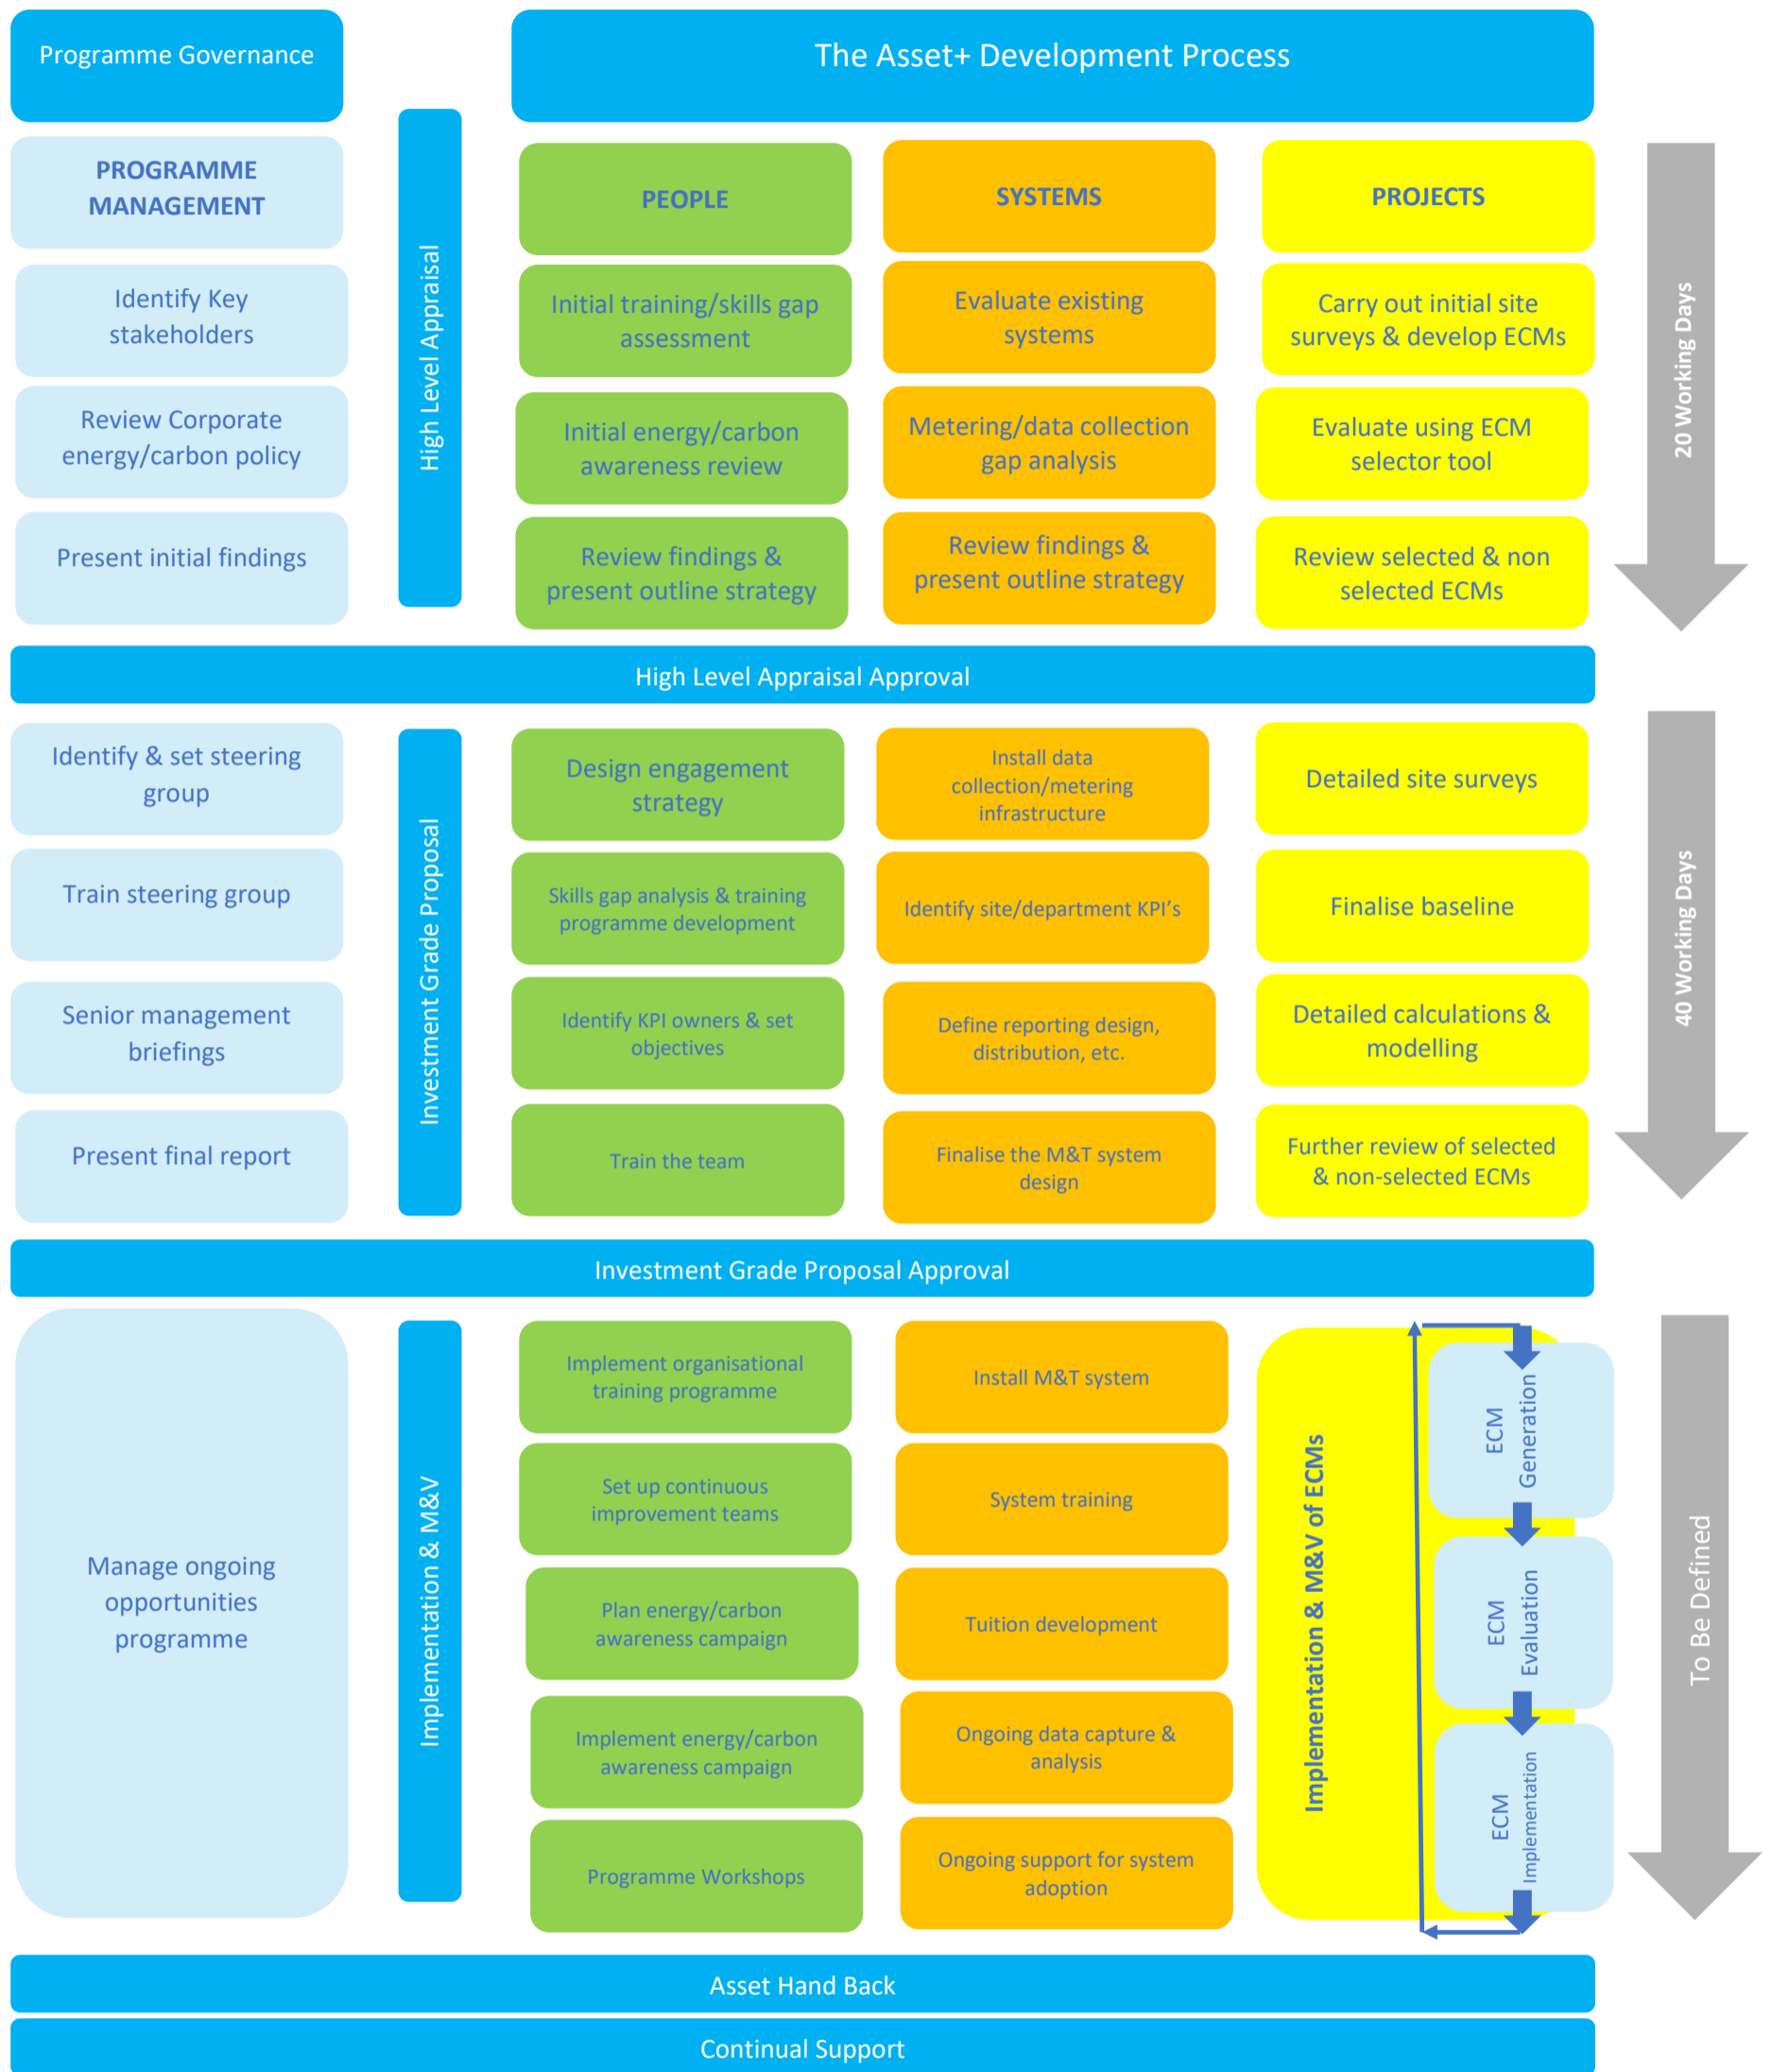 Programme Governance
The Asset+ Development Process
PROGRAMME
MANAGEMENT
High Level Appraisal
PEOPLE
SYSTEMS
PROJECTS
20 Working Days
Identify Key
stakeholders
Initial training/skills gap
assessment
Evaluate existing
systems
Carry out initial site
surveys & develop ECMs
Review Corporate
energy/carbon policy
Initial energy/carbon
awareness review
Metering/data collection
gap analysis
Evaluate using ECM
selector tool
Present initial findings
Review findings &
present outline strategy
Review findings &
present outline strategy
Review selected & non
selected ECMs
High Level Appraisal Approval
Identify & set steering
group
Investment Grade Proposal
Design engagement
strategy
Install data
collection/metering
infrastructure
Detailed site surveys
40 Working Days
Train steering group
Skills gap analysis & training
programme development
Identify site/department KPI’s
Finalise baseline
Senior management
briefings
Identify KPI owners & set
objectives
Define reporting design,
distribution, etc.
Detailed calculations &
modelling
Present final report
Train the team
Finalise the M&T system
design
Further review of selected
& non-selected ECMs
Investment Grade Proposal Approval
Manage ongoing
opportunities
programme
Implementation & M&V
Implement organisational
training programme
Install M&T system
Implementation & M&V of ECMs
ECM
Generation
To Be Defined
Set up continuous
improvement teams
System training
Plan energy/carbon
awareness campaign
Tuition development
ECM
Evaluation
Implement energy/carbon
awareness campaign
Ongoing data capture &
analysis
ECM
Implementation
Programme Workshops
Ongoing support for system
adoption
Asset Hand Back
Continual Support